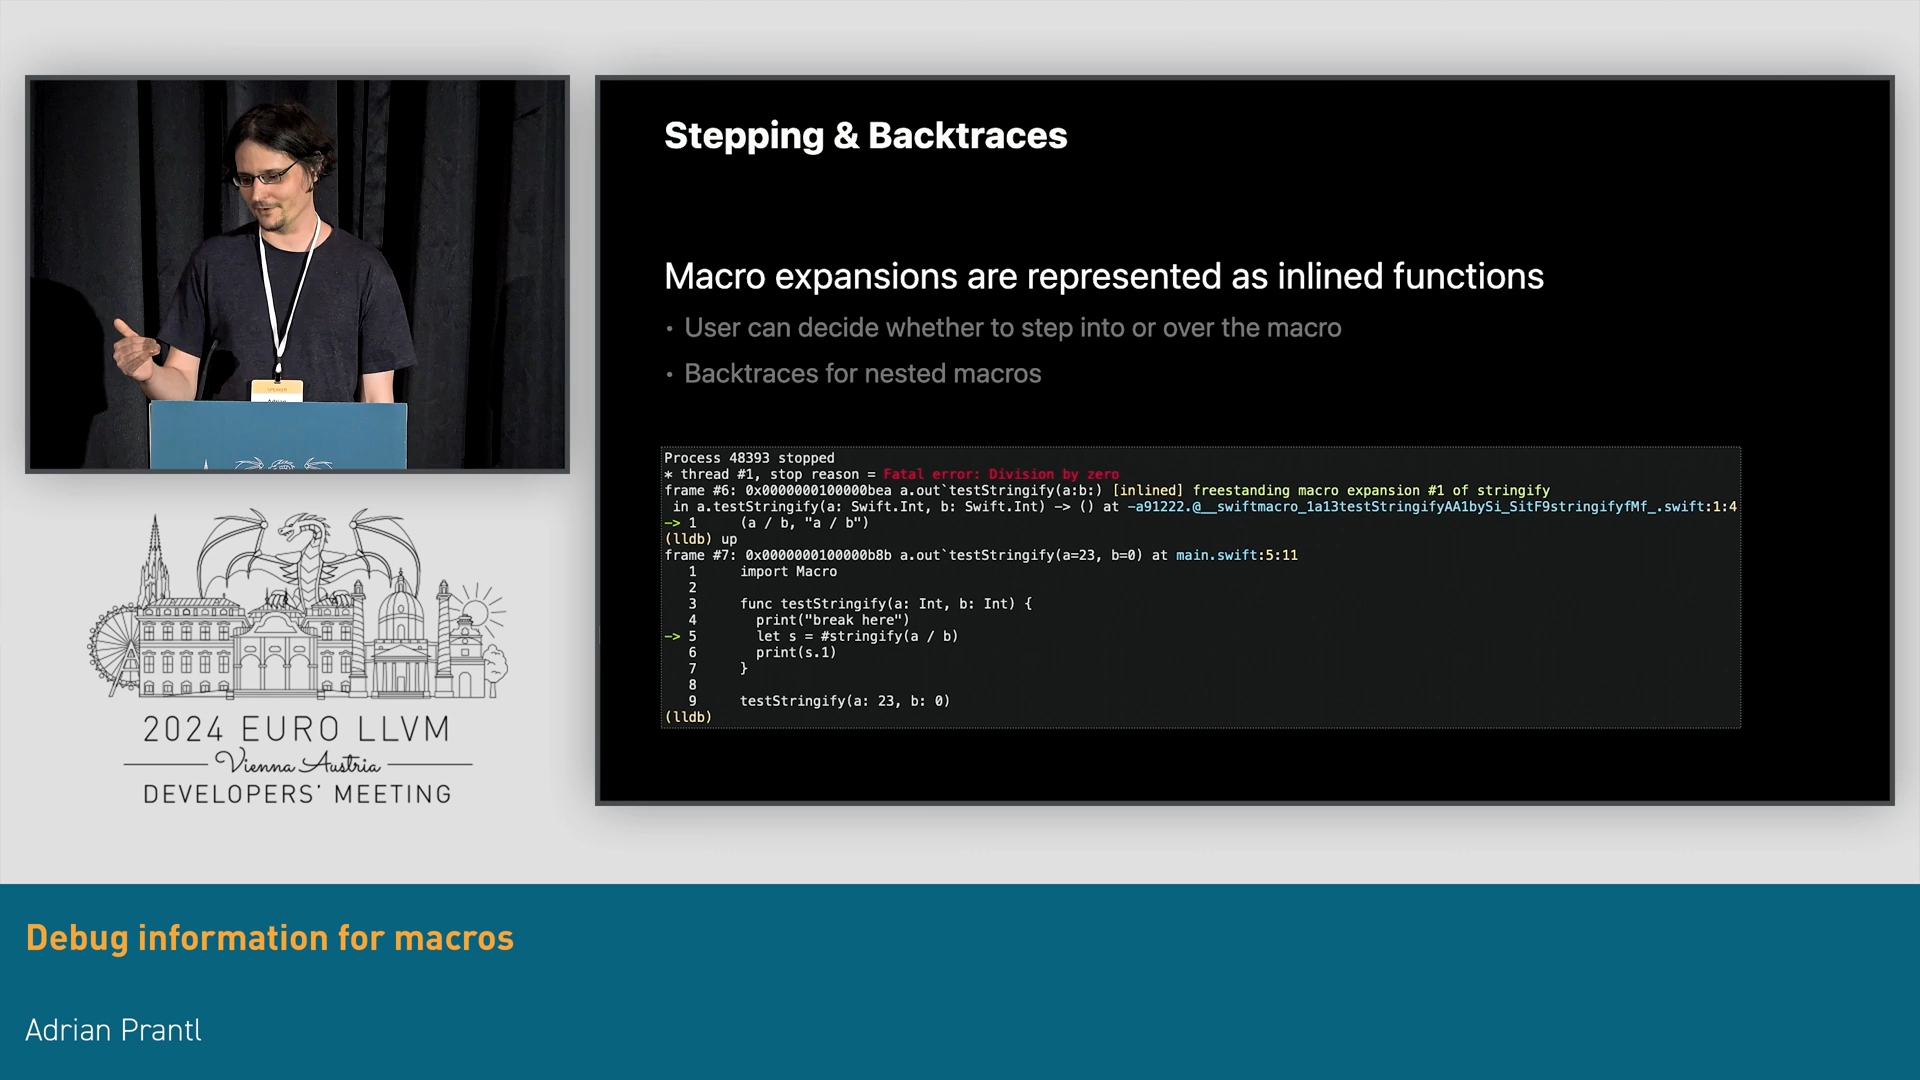 Stepping & Backtraces
Macro expansions are represented as inlined functions
• User can decide whether to step into or over the macro
• Backtraces for nested macros
Process 48393 stopped
* thread #1, stop reason = Fatal error: Division by zero
frame #6: 0x0000000100000bea a.out`testStringify(a:b:) [inlined] freestanding macro expansion #1 of stringify
in a.testStringify(a: Swift.Int, b: Swift.Int) -> () at -a91222.@__swiftmacro_1a13testStringifyAA1bySi_SitF9stringifyfMf_.swift:1:4
-> 1 (a / b, "a / b")
(lldb) up
frame #7: 0x0000000100000b8b a.out`testStringify(a=23, b=0) at main.swift:5:11
1 import Macro
2
3 func testStringify(a: Int, b: Int) {
4 print("break here")
-> 5 let s = #stringify(a / b)
6 print(s.1)
7 }
8
9 testStringify(a: 23, b: 0)
(lldb)
SPEAKER
Adrian
2024 EURO LLVM
Vienna Austria
DEVELOPERS' MEETING
Debug information for macros
Adrian Prantl